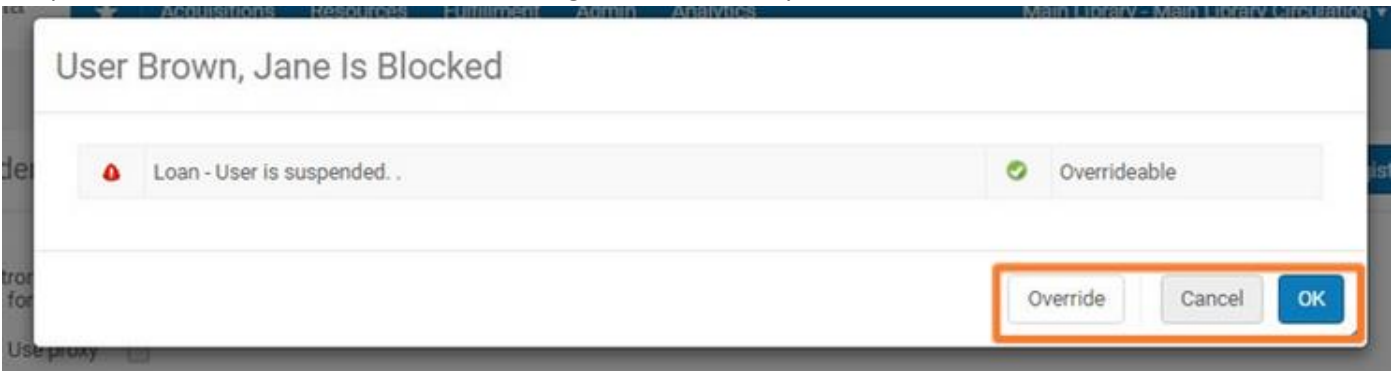 Acquisitions Resources Fulfillment Admin Analytics Main Library - Main Library Circulation
User Brown, Jane Is Blocked
Loan - User is suspended. . Overrideable
for
Override Cancel OK
Use proxy